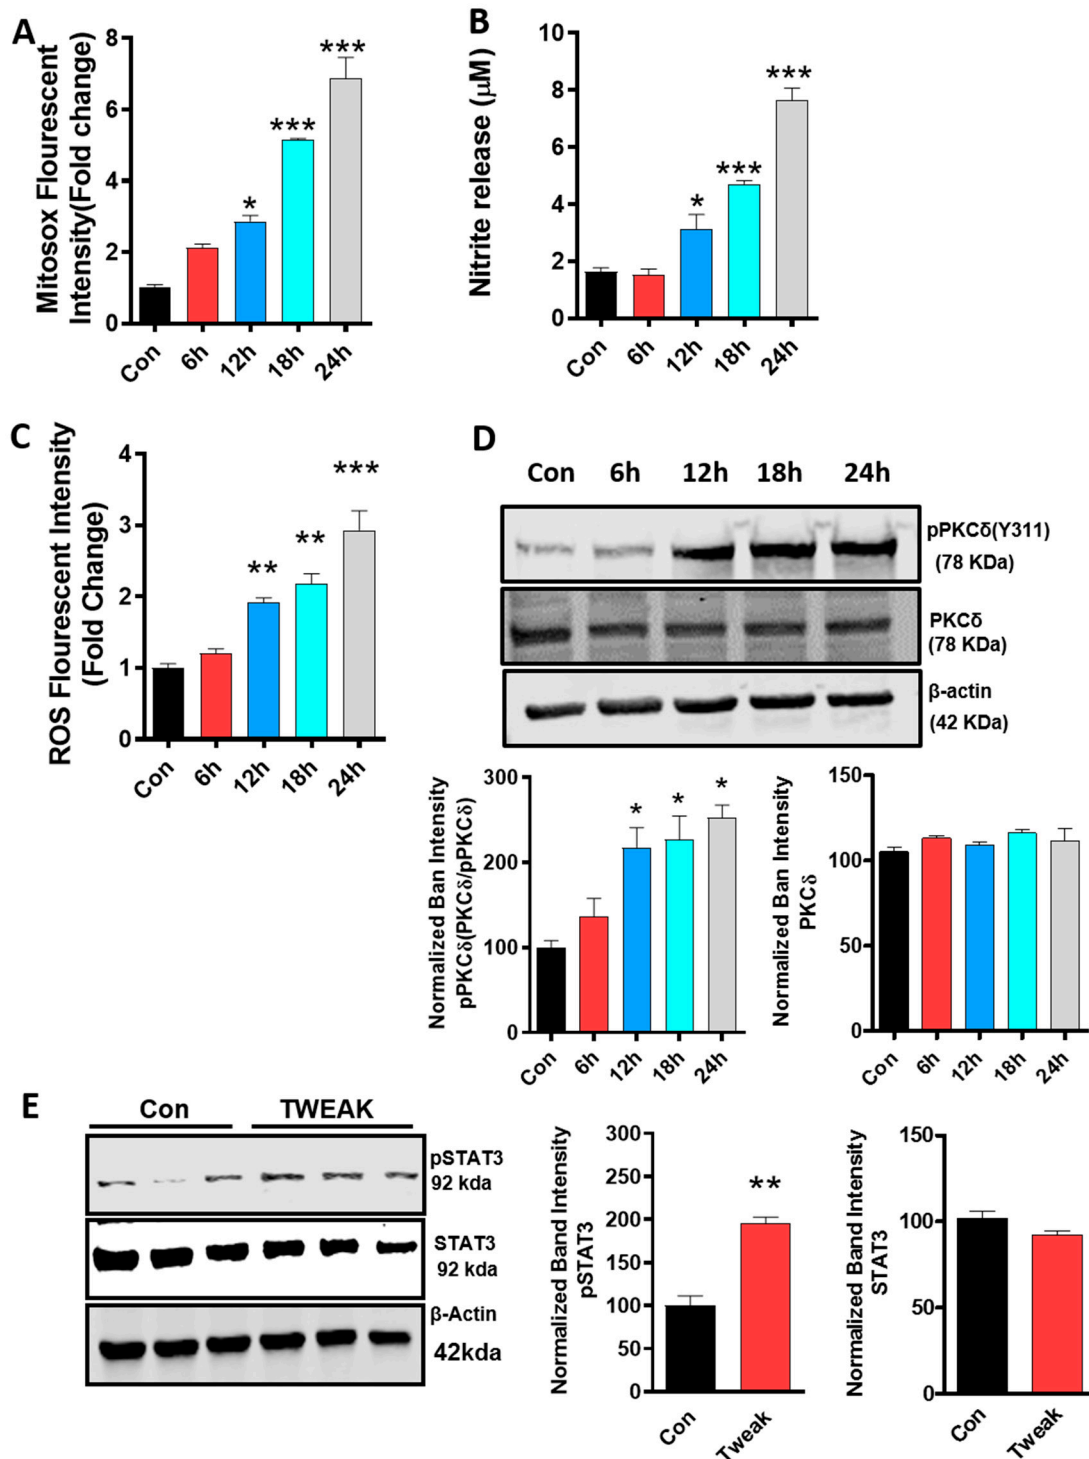 A
Mitosox Flourescent
Intensity(Fold change)
8
6
4
2
0
*
***
***
Con
6h
12h
18h
24h
B
Nitrite release (μM)
10
8
6
4
2
0
*
***
***
Con
6h
12h
18h
24h
C
ROS Flourescent Intensity
(Fold Change)
4
3
2
1
0
**
**
***
Con
6h
12h
18h
24h
D
Con 6h 12h 18h 24h
pPKCδ(Y311)
(78 KDa)
PKCδ
(78 KDa)
β-actin
(42 KDa)
Normalized Ban Intensity
pPKCδ(PKCδ/pPKCδ)
300
200
100
0
*
*
*
Con
6h
12h
18h
24h
Normalized Ban Intensity
PKCδ
150
100
50
0
Con
6h
12h
18h
24h
E
Con TWEAK
pSTAT3
92 kda
STAT3
92 kda
β-Actin
42kda
Normalized Band Intensity
pSTAT3
300
250
200
150
100
50
0
**
Con
Tweak
Normalized Band Intensity
STAT3
150
100
50
0
Con
Tweak